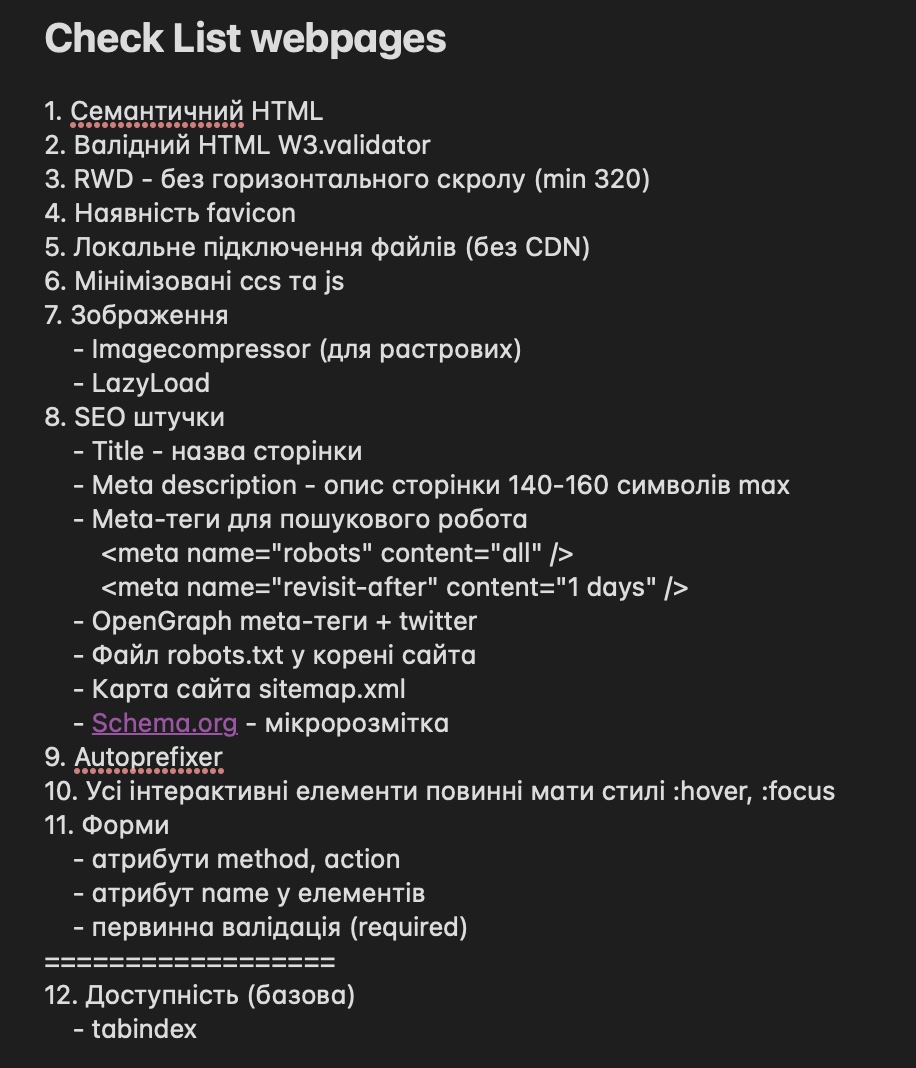 Check List webpages
1. Семантичний HTML
2. Валідний HTML W3.validator
3. RWD - без горизонтального скролу (min 320)
4. Наявність favicon
5. Локальне підключення файлів (без CDN)
6. Мінімізовані ccs та js
7. Зображення
- Imagecompressor (для растрових)
- LazyLoad
8. SEO штучки
- Title - назва сторінки
- Meta description - опис сторінки 140-160 символів max
- Meta-теги для пошукового робота
<meta name="robots" content="all" />
<meta name="revisit-after" content="1 days" />
- OpenGraph meta-теги + twitter
- Файл robots.txt у корені сайта
- Карта сайта sitemap.xml
- Schema.org - мікророзмітка
9. Autoprefixer
10. Усі інтерактивні елементи повинні мати стилі :hover, :focus
11. Форми
- атрибути method, action
- атрибут name у елементів
- первинна валідація (required)
==================
12. Доступність (базова)
- tabindex